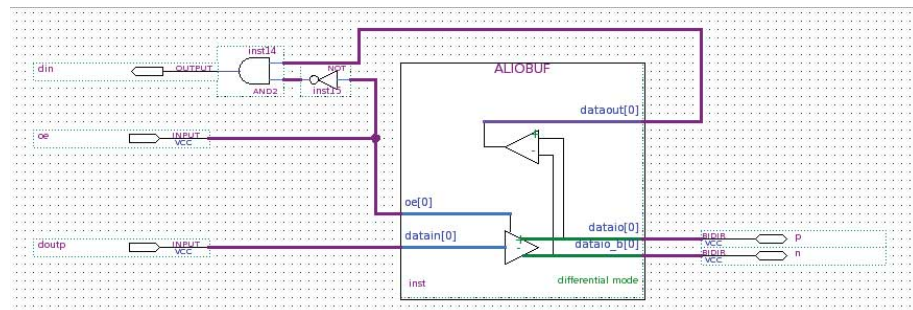 inst14
ALIOBUF
din
OUTPUT
NOT
AND2
inst15
dataout[0]
oe
INPUT
VCC
oe[0]
datain[0]
dataio[0]
dataio_b[0]
doutp
INPUT
VCC
BIDIR
VCC
p
BIDIR
VCC
n
inst
differential mode
+
-
+
-